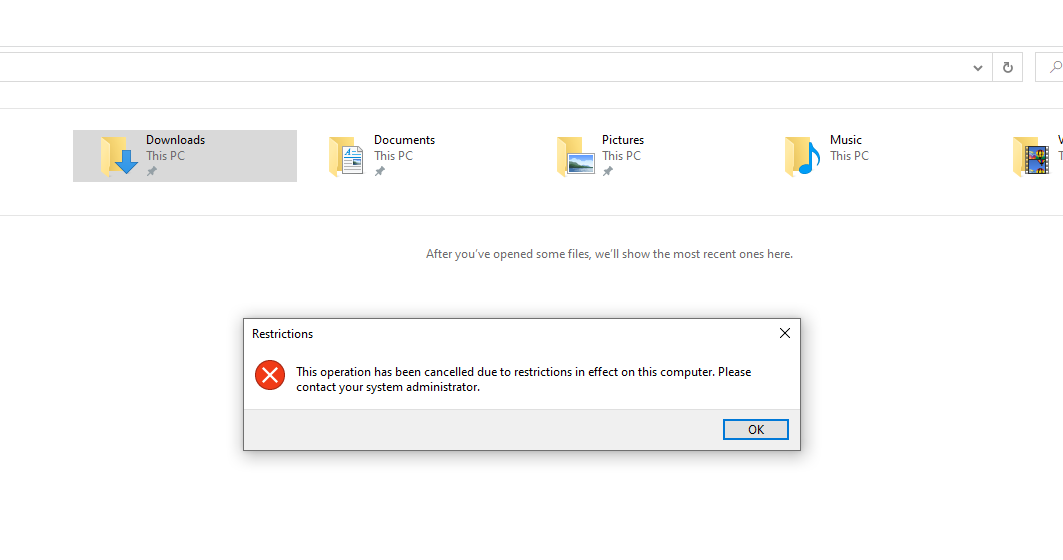 Downloads
This PC
Documents
This PC
Pictures
This PC
Music
This PC
After you've opened some files, we'll show the most recent ones here.
Restrictions
This operation has been cancelled due to restrictions in effect on this computer. Please
contact your system administrator.
OK